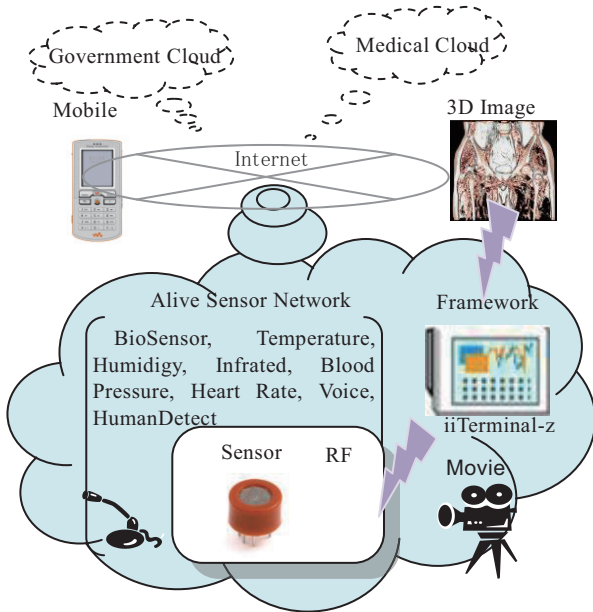 Government Cloud
Medical Cloud
Mobile
3D Image
Internet
Alive Sensor Network
Framework
BioSensor, Temperature,
Humidigy, Infrated, Blood
Pressure, Heart Rate, Voice,
HumanDetect
iiTerminal-z
Sensor RF
Movie